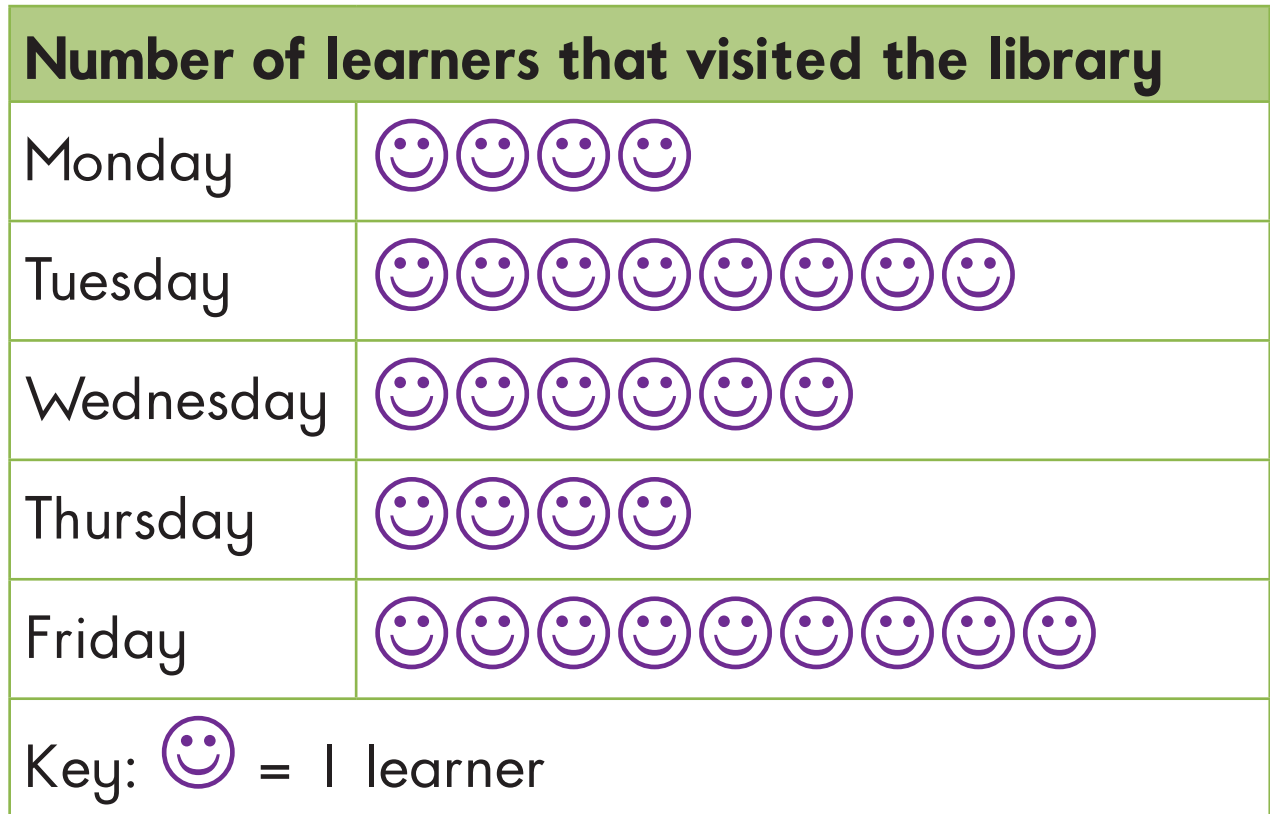 Number of learners that visited the library
Monday
Tuesday
Wednesday
Thursday
Friday
Key: = 1 learner